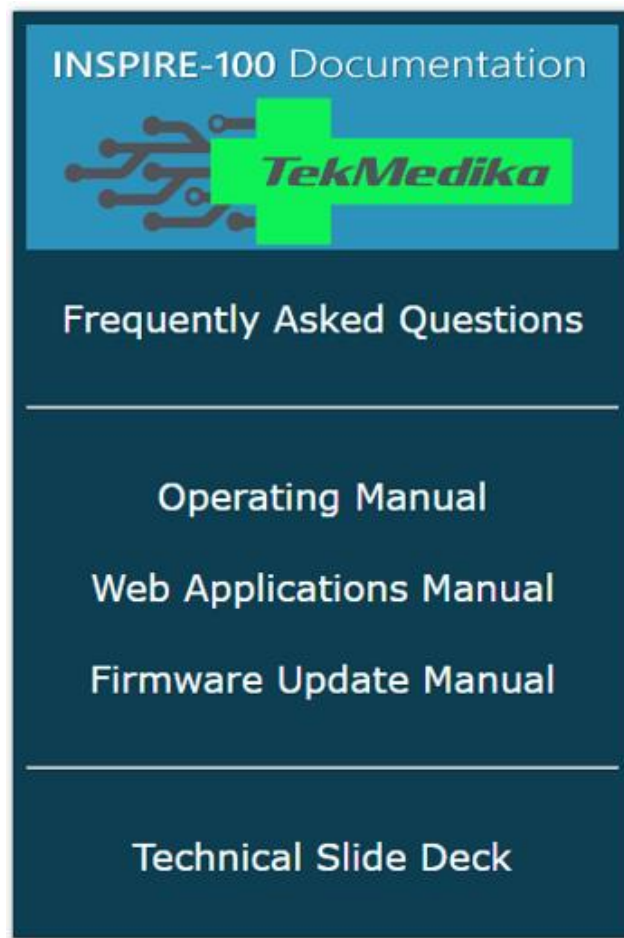 INSPIRE-100 Documentation
TekMedika
Frequently Asked Questions
Operating Manual
Web Applications Manual
Firmware Update Manual
Technical Slide Deck